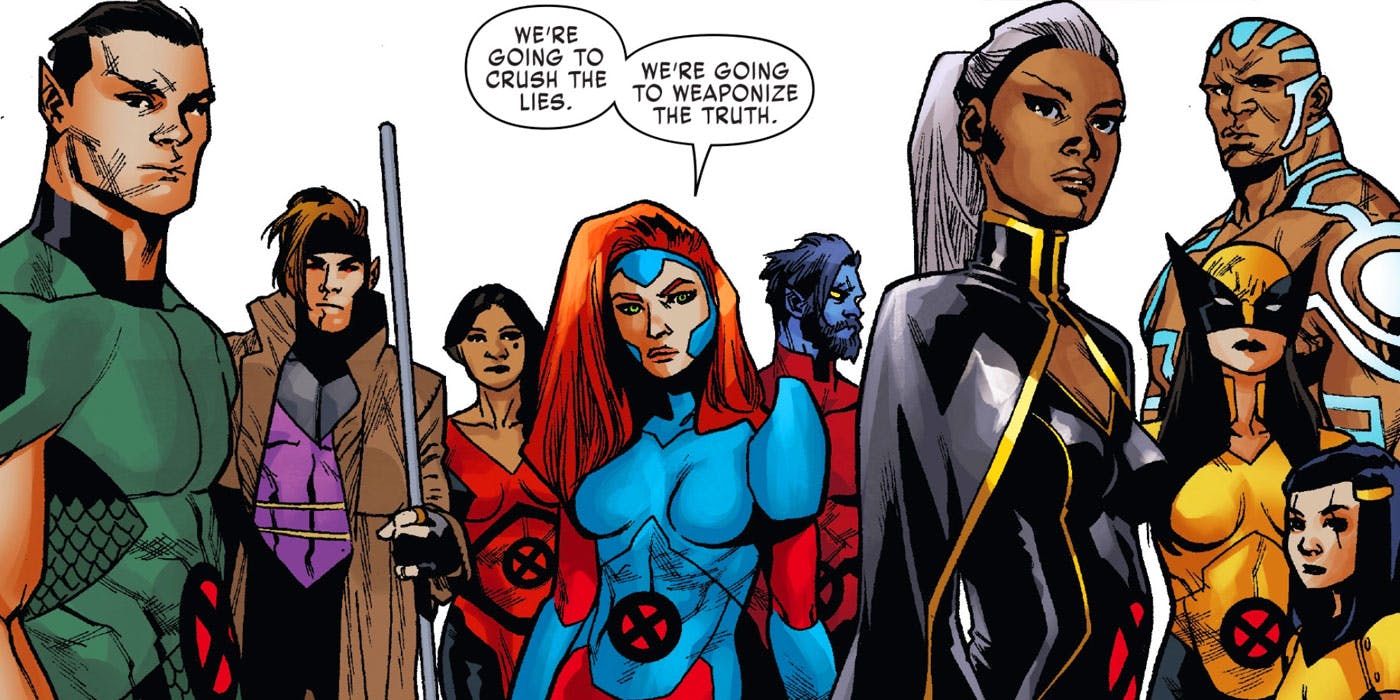 WE'RE
GOING TO
CRUSH THE
LIES.
WE'RE GOING
TO WEAPONIZE
THE TRUTH.